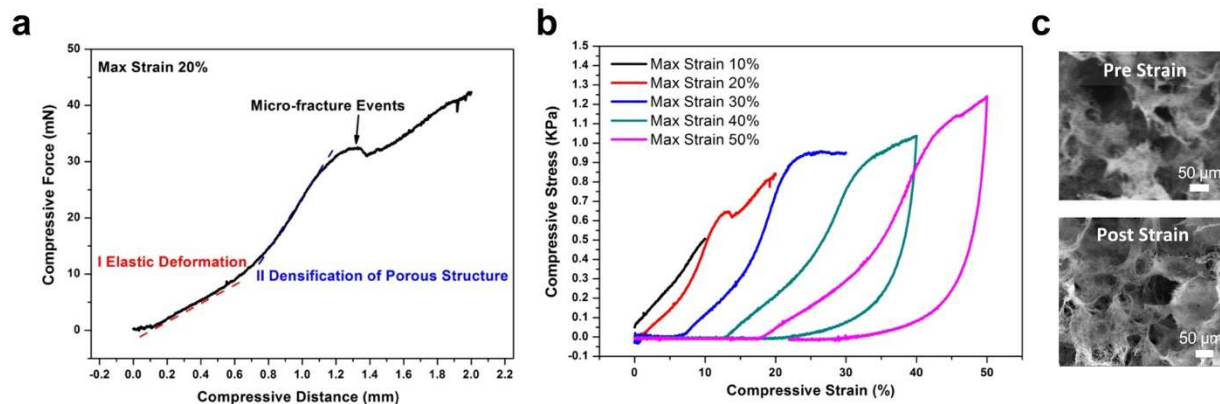 a
Max Strain 20%
Micro-fracture Events
I Elastic Deformation
II Densification of Porous Structure
Compressive Force (mN)
50
40
30
20
10
0
-0.2 0.0 0.2 0.4 0.6 0.8 1.0 1.2 1.4 1.6 1.8 2.0 2.2
Compressive Distance (mm)
b
Max Strain 10%
Max Strain 20%
Max Strain 30%
Max Strain 40%
Max Strain 50%
Compressive Stress (KPa)
1.5
1.4
1.3
1.2
1.1
1.0
0.9
0.8
0.7
0.6
0.5
0.4
0.3
0.2
0.1
0.0
-0.1
0 10 20 30 40 50
Compressive Strain (%)
c
Pre Strain
50 µm
Post Strain
50 µm